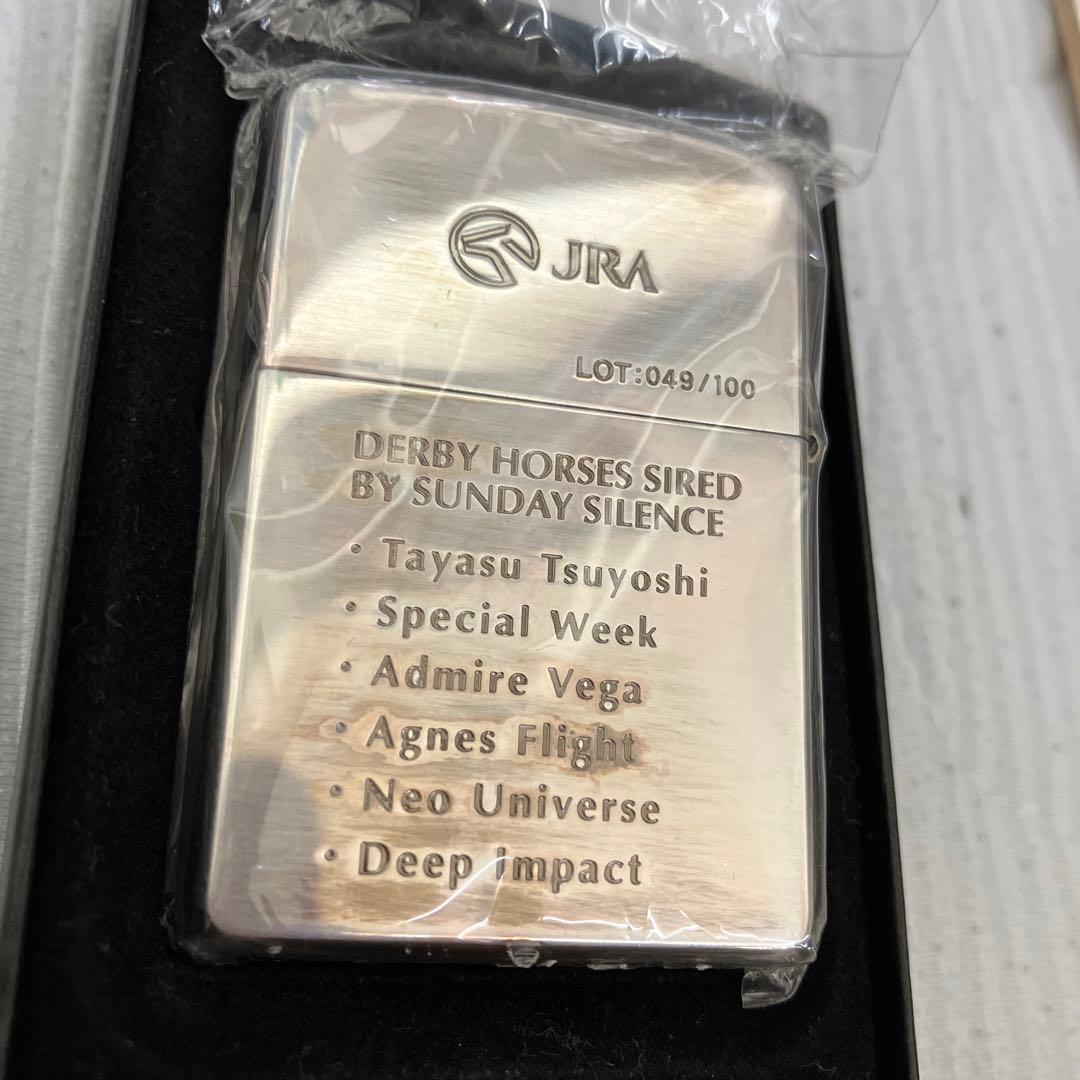 JRA
LOT:049/100
DERBY HORSES SIRED
BY SUNDAY SILENCE
・Tayasu Tsuyoshi
・Special Week
・Admire Vega
・Agnes Flight
・Neo Universe
・Deep impact